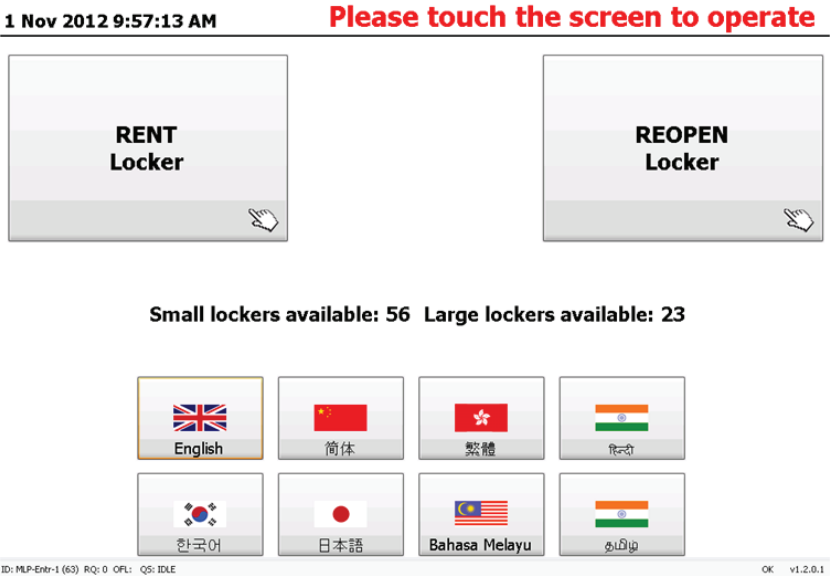 1 Nov 2012 9:57:13 AM Please touch the screen to operate
RENT
Locker
REOPEN
Locker
Small lockers available: 56 Large lockers available: 23
English
简体
繁體
हिन्दी
한국어
日本語
Bahasa Melayu
தமிழ்
ID: MLP-Entr-1 (63) RQ: 0 OFL: QS: IDLE OK v1.2.0.1